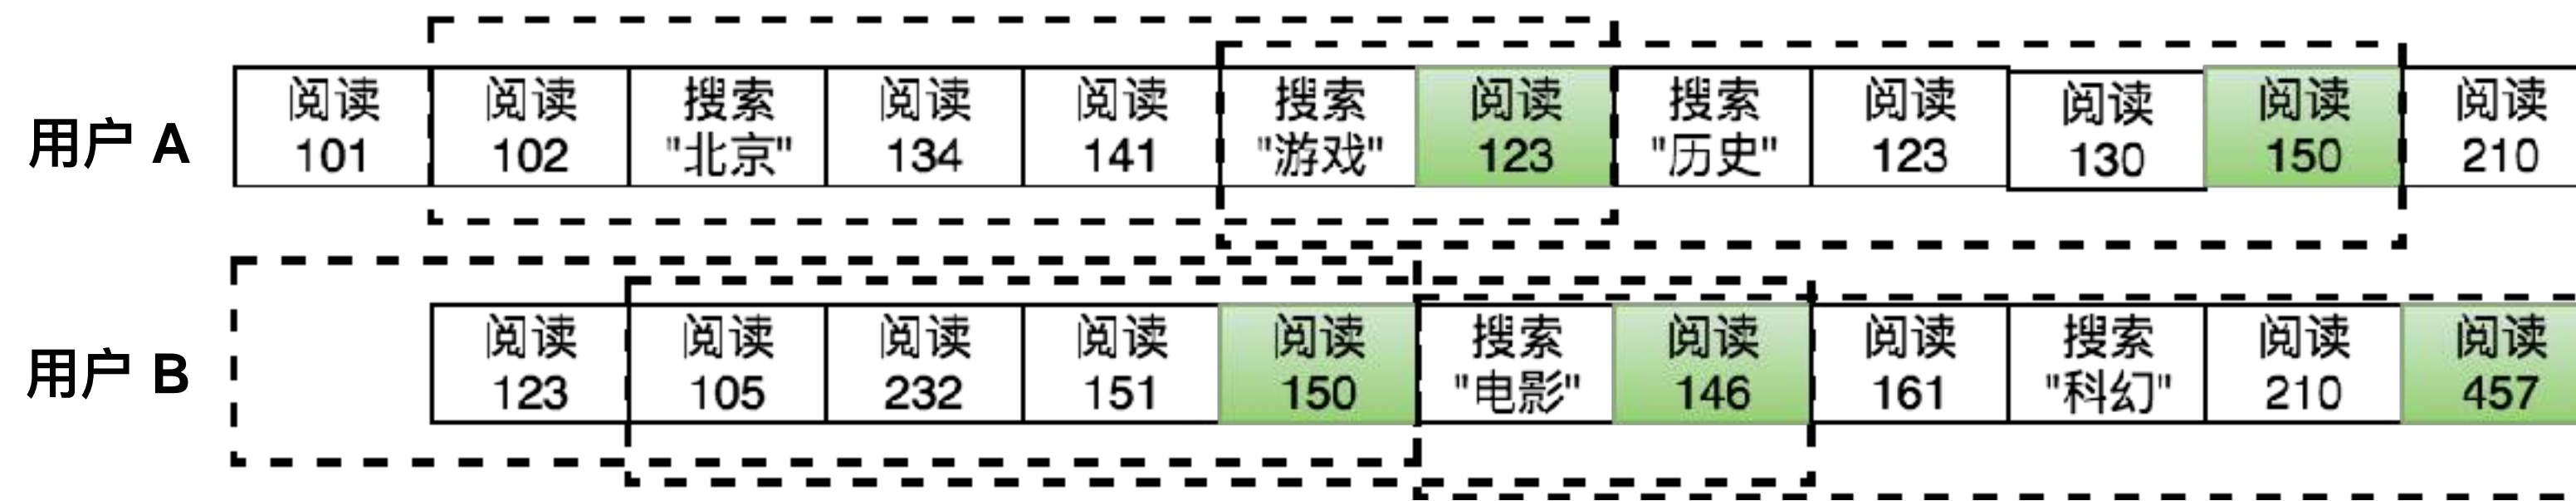 用户 A
阅读 阅读 搜索 阅读 阅读 搜索 阅读 搜索 阅读 阅读 阅读 阅读
101 102 "北京" 134 141 "游戏" 123 "历史" 123 130 150 210
用户 B
阅读 阅读 阅读 阅读 阅读 搜索 阅读 阅读 搜索 阅读 阅读
123 105 232 151 150 "电影" 146 161 "科幻" 210 457